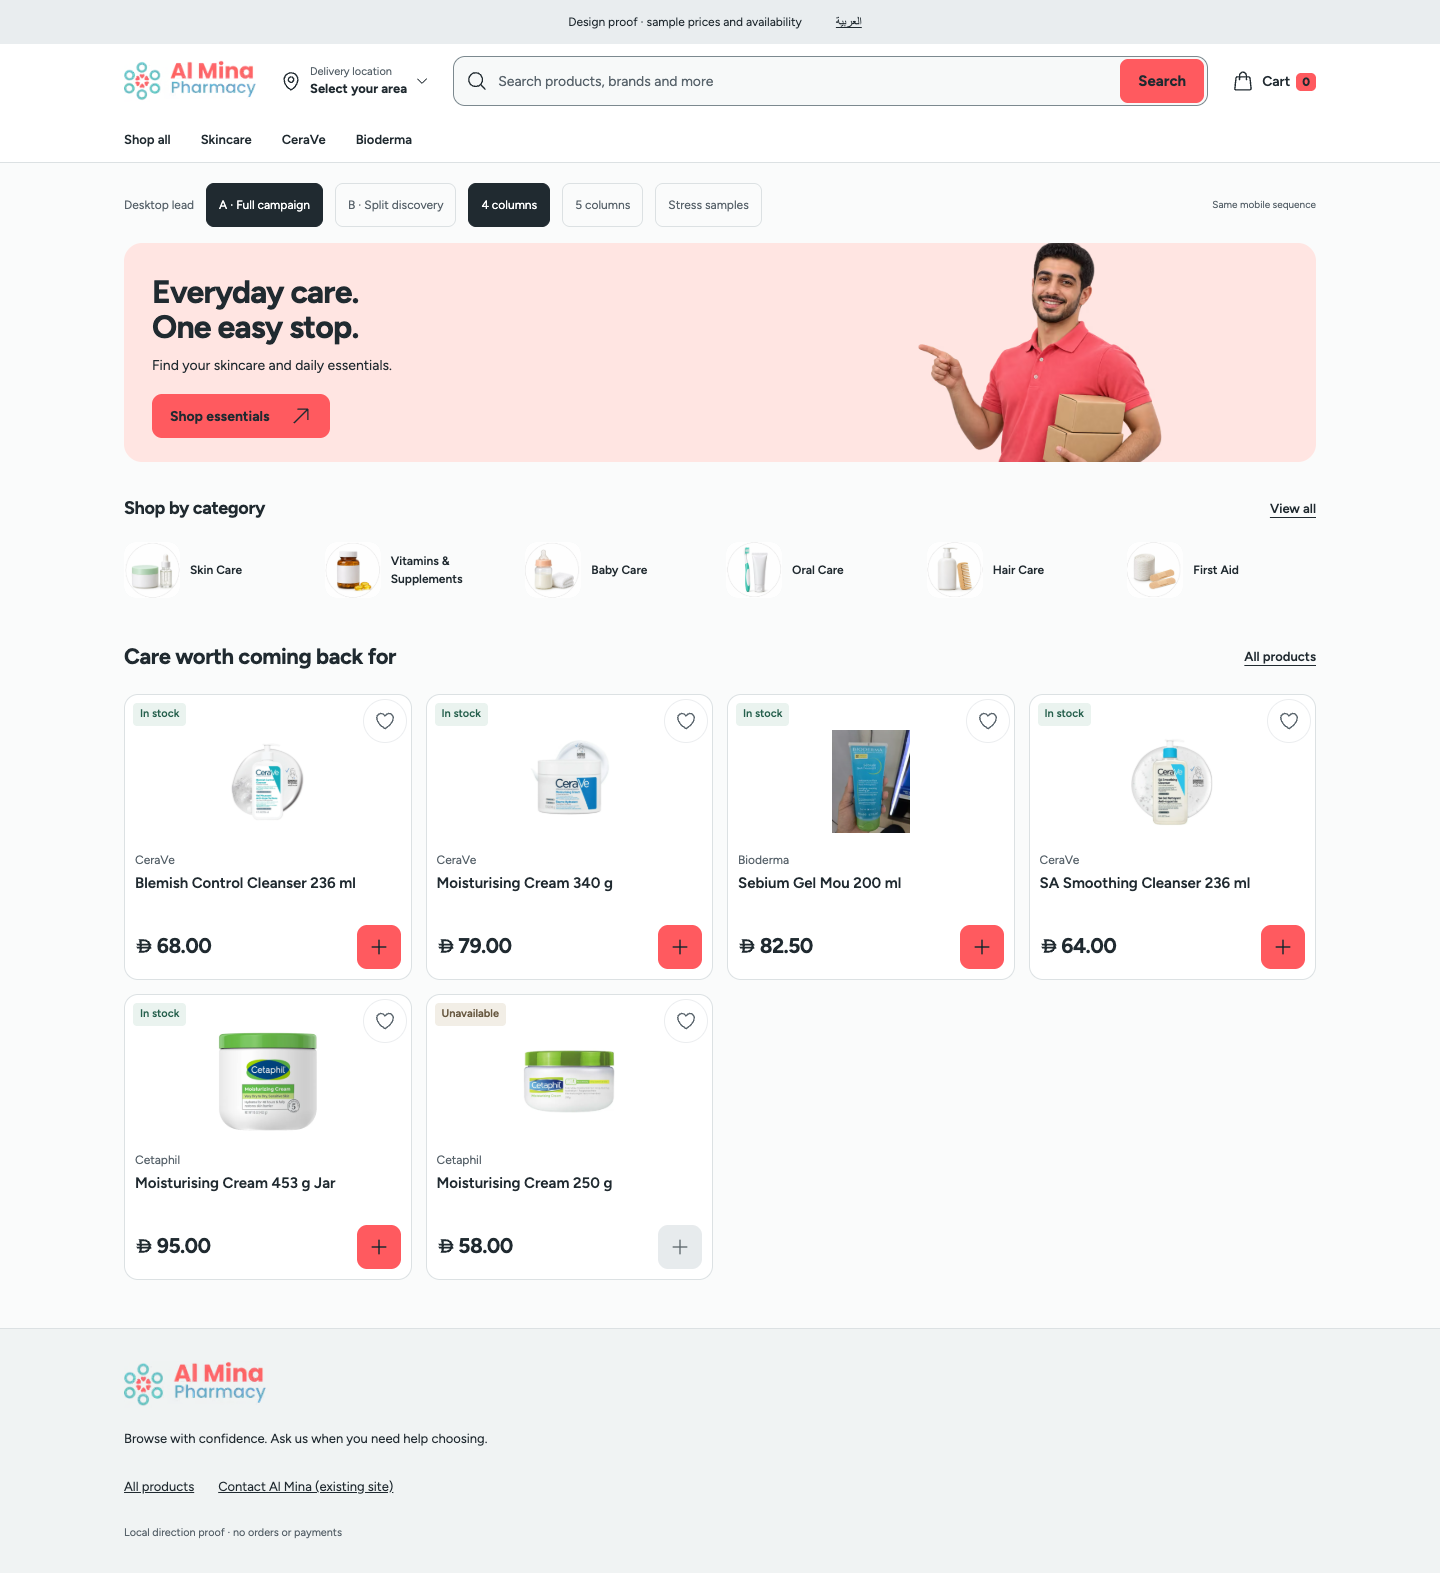 Design proof · sample prices and availability العربية
Al Mina
Pharmacy
Delivery location
Select your area
Search products, brands and more
Search
Cart 0
Shop all Skincare CeraVe Bioderma
Desktop lead A · Full campaign B · Split discovery 4 columns 5 columns Stress samples Same mobile sequence
Everyday care.
One easy stop.
Find your skincare and daily essentials.
Shop essentials
Shop by category View all
Skin Care
Vitamins &
Supplements
Baby Care
Oral Care
Hair Care
First Aid
Care worth coming back for All products
In stock
CeraVe
CeraVe
Blemish Control Cleanser 236 ml
68.00
In stock
CeraVe
CeraVe
Moisturising Cream 340 g
79.00
In stock
Bioderma
Sebium Gel Mou 200 ml
82.50
In stock
CeraVe
CeraVe
SA Smoothing Cleanser 236 ml
64.00
In stock
Cetaphil
Moisturizing Cream
Cetaphil
Moisturising Cream 453 g Jar
95.00
Unavailable
Cetaphil
Cetaphil
Moisturising Cream 250 g
58.00
Al Mina
Pharmacy
Browse with confidence. Ask us when you need help choosing.
All products Contact Al Mina (existing site)
Local direction proof · no orders or payments